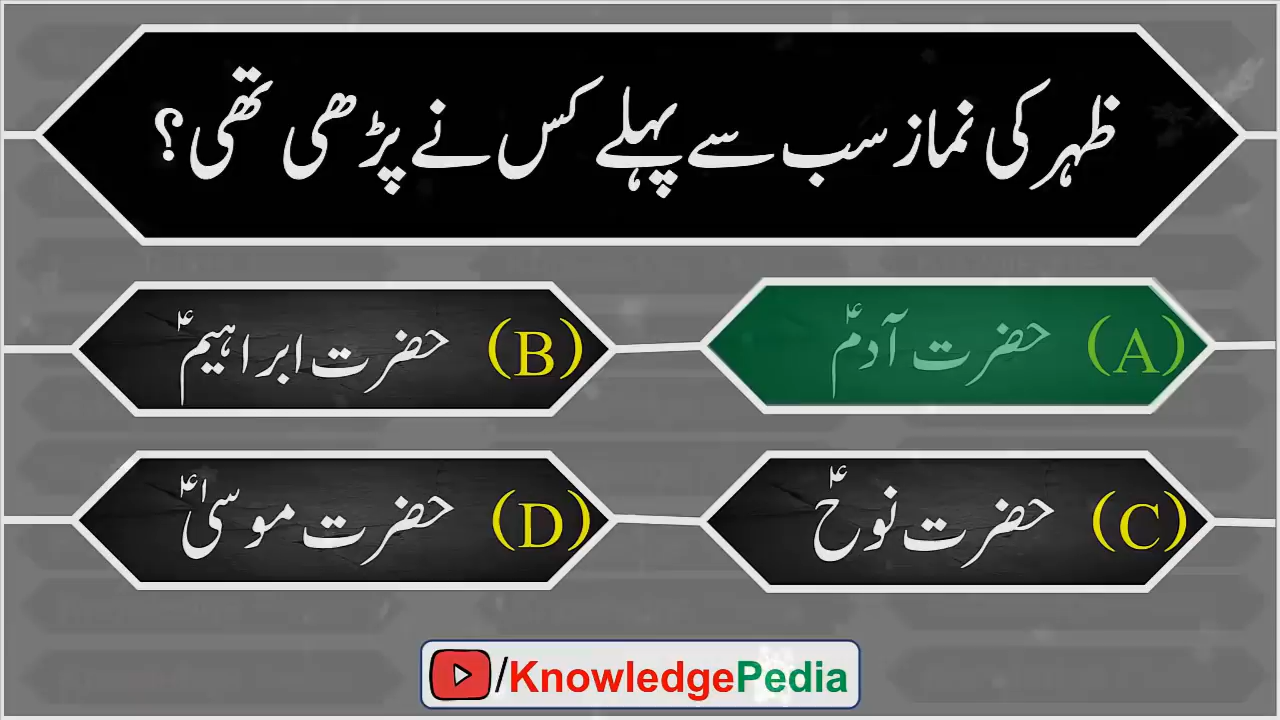 ظہر کی نماز سب سے پہلے کس نے پڑھی تھی؟
(A) حضرت آدمؑ
(B) حضرت ابراہیمؑ
(C) حضرت نوحؑ
(D) حضرت موسیٰؑ
/KnowledgePedia